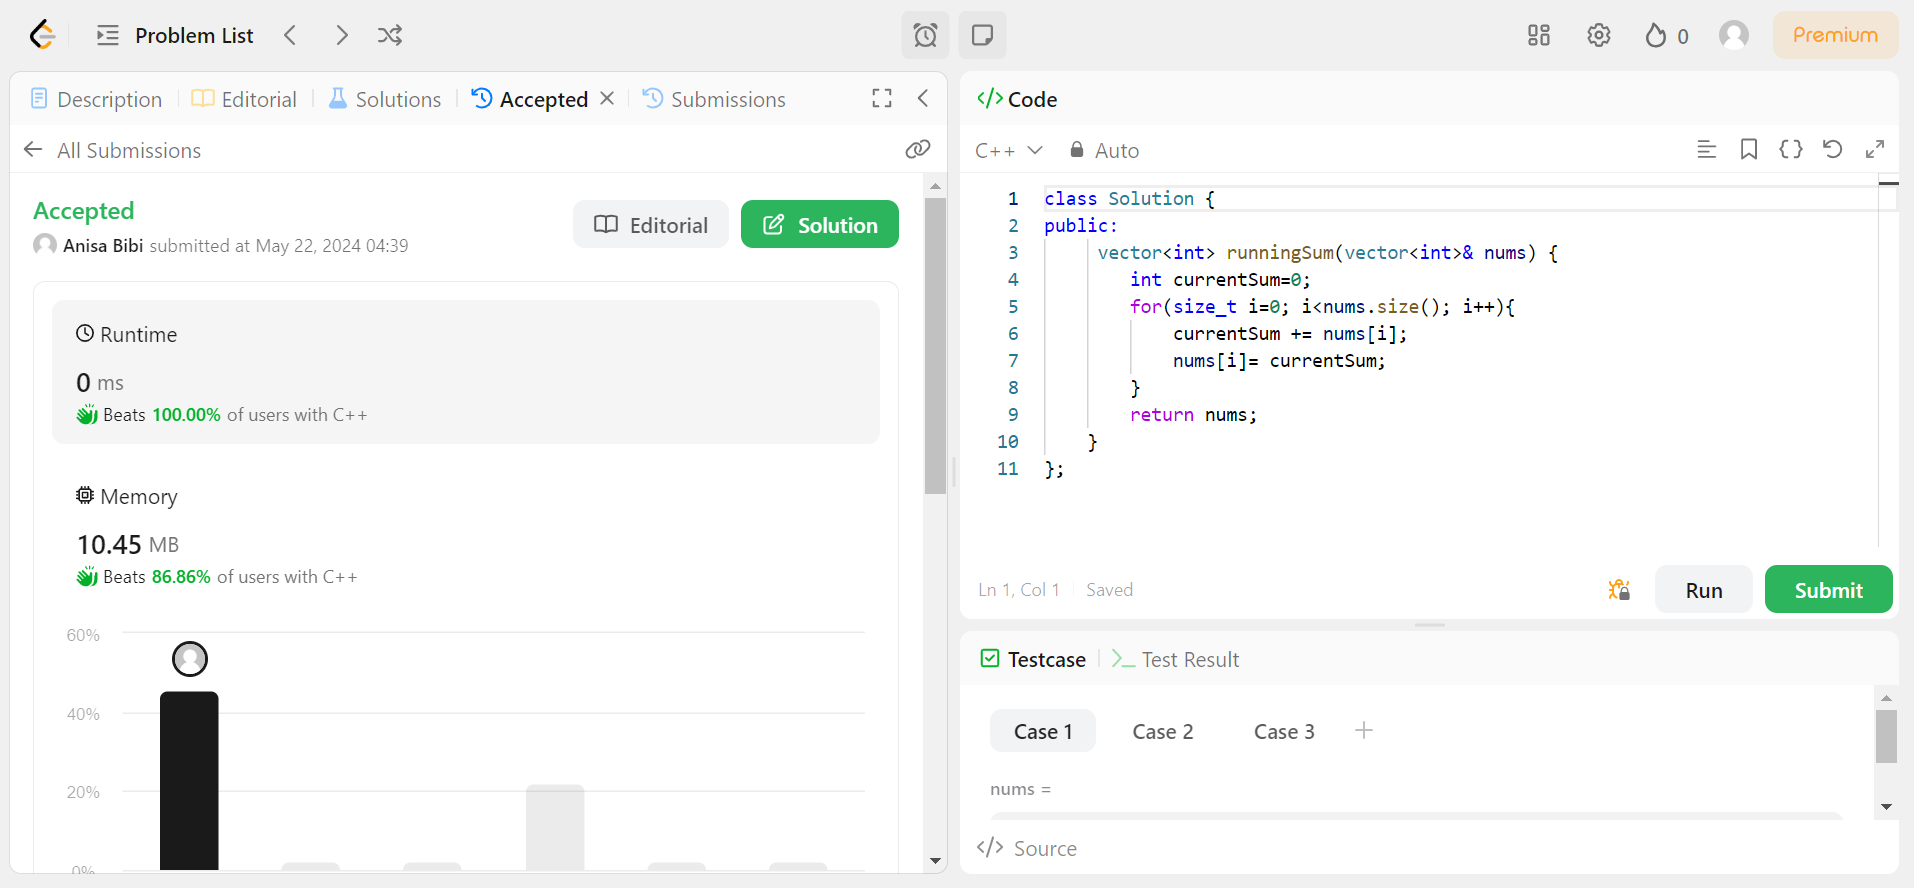 Problem List
0
Premium
Description
Editorial
Solutions
Accepted
Submissions
All Submissions
Accepted
Anisa Bibi submitted at May 22, 2024 04:39
Editorial
Solution
Runtime
0 ms
Beats 100.00% of users with C++
Memory
10.45 MB
Beats 86.86% of users with C++
60%
40%
20%
0%
</> Code
C++
Auto
1 class Solution {
2 public:
3 vector<int> runningSum(vector<int>& nums) {
4 int currentSum=0;
5 for(size_t i=0; i<nums.size(); i++){
6 currentSum += nums[i];
7 nums[i]= currentSum;
8 }
9 return nums;
10 }
11 };
Ln 1, Col 1
Saved
Run
Submit
Testcase
>_ Test Result
Case 1
Case 2
Case 3
+
nums =
</> Source